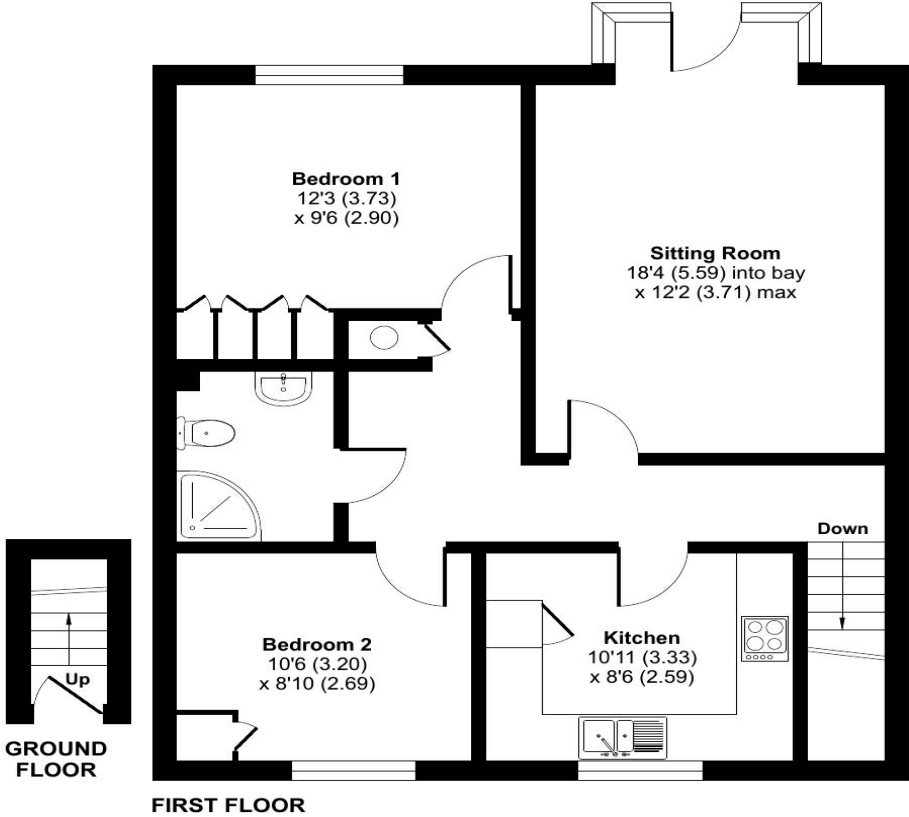 Bedroom 1
12'3 (3.73)
x 9'6 (2.90)
Sitting Room
18'4 (5.59) into bay
x 12'2 (3.71) max
Down
Bedroom 2
10'6 (3.20)
x 8'10 (2.69)
Kitchen
10'11 (3.33)
x 8'6 (2.59)
Up
GROUND
FLOOR
FIRST FLOOR